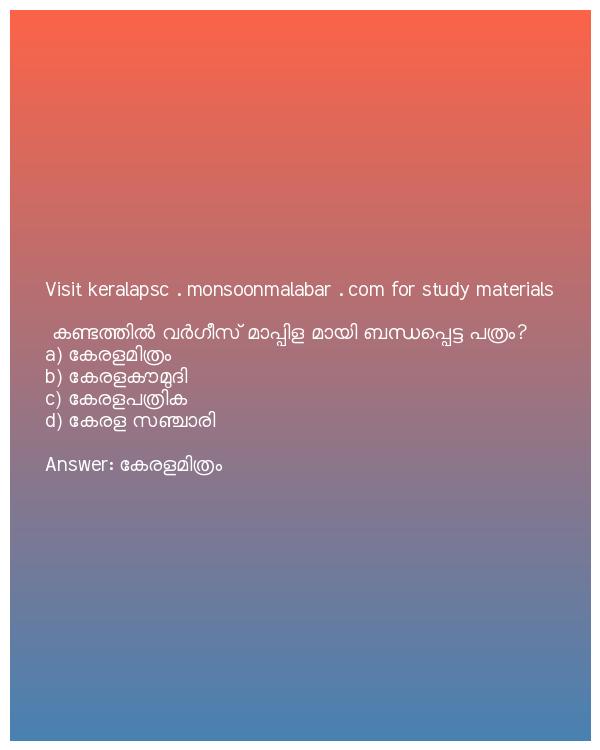 Visit keralapsc . monsoonmalabar . com for study materials
കണ്ടത്തിൽ വർഗീസ് മാപ്പിള മായി ബന്ധപ്പെട്ട പത്രം?
a) കേരളമിത്രം
b) കേരളകൗമുദി
c) കേരളപത്രിക
d) കേരള സഞ്ചാരി
Answer: കേരളമിത്രം